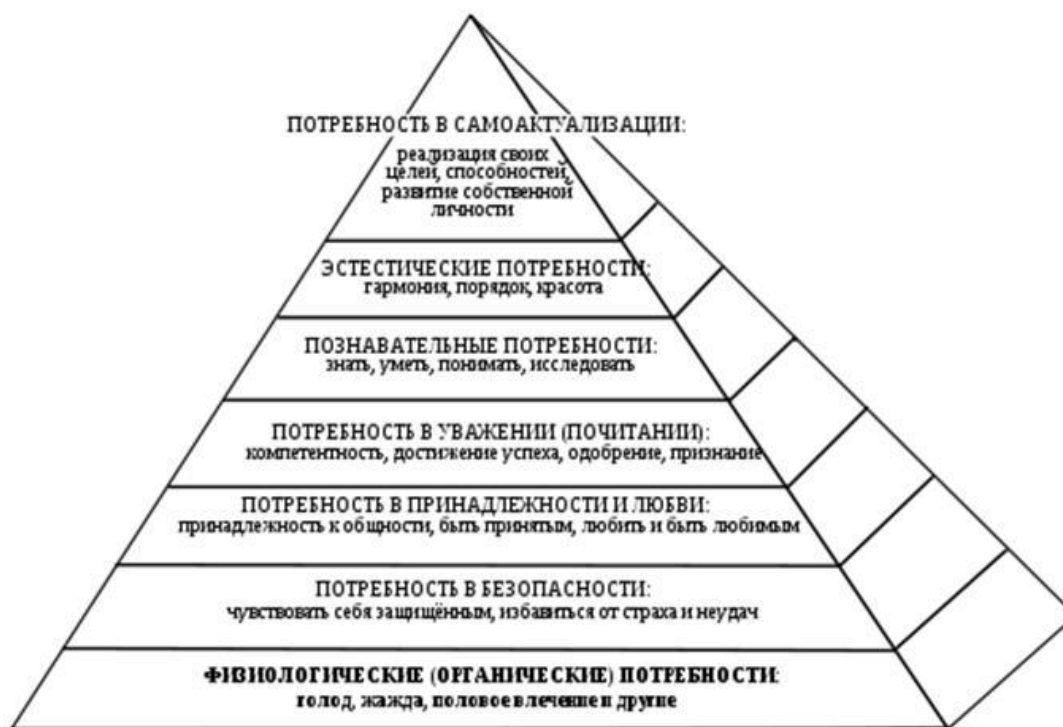 ПОТРЕБНОСТЬ В САМОАКТУАЛИЗАЦИИ:
реализация своих
целей, способностей,
развитие собственной
личности
ЭСТЕСТИЧЕСКИЕ ПОТРЕБНОСТИ:
гармония, порядок, красота
ПОЗНАВАТЕЛЬНЫЕ ПОТРЕБНОСТИ:
знать, уметь, понимать, исследовать
ПОТРЕБНОСТЬ В УВАЖЕНИИ (ПОЧИТАНИИ):
компетентность, достижение успеха, одобрение, признание
ПОТРЕБНОСТЬ В ПРИНАДЛЕЖНОСТИ И ЛЮБВИ:
принадлежность к общности, быть принятым, любить и быть любимым
ПОТРЕБНОСТЬ В БЕЗОПАСНОСТИ:
чувствовать себя защищённым, избавиться от страха и неудач
ФИЗИОЛОГИЧЕСКИЕ (ОРГАНИЧЕСКИЕ) ПОТРЕБНОСТИ:
голод, жажда, половое влечение и другие